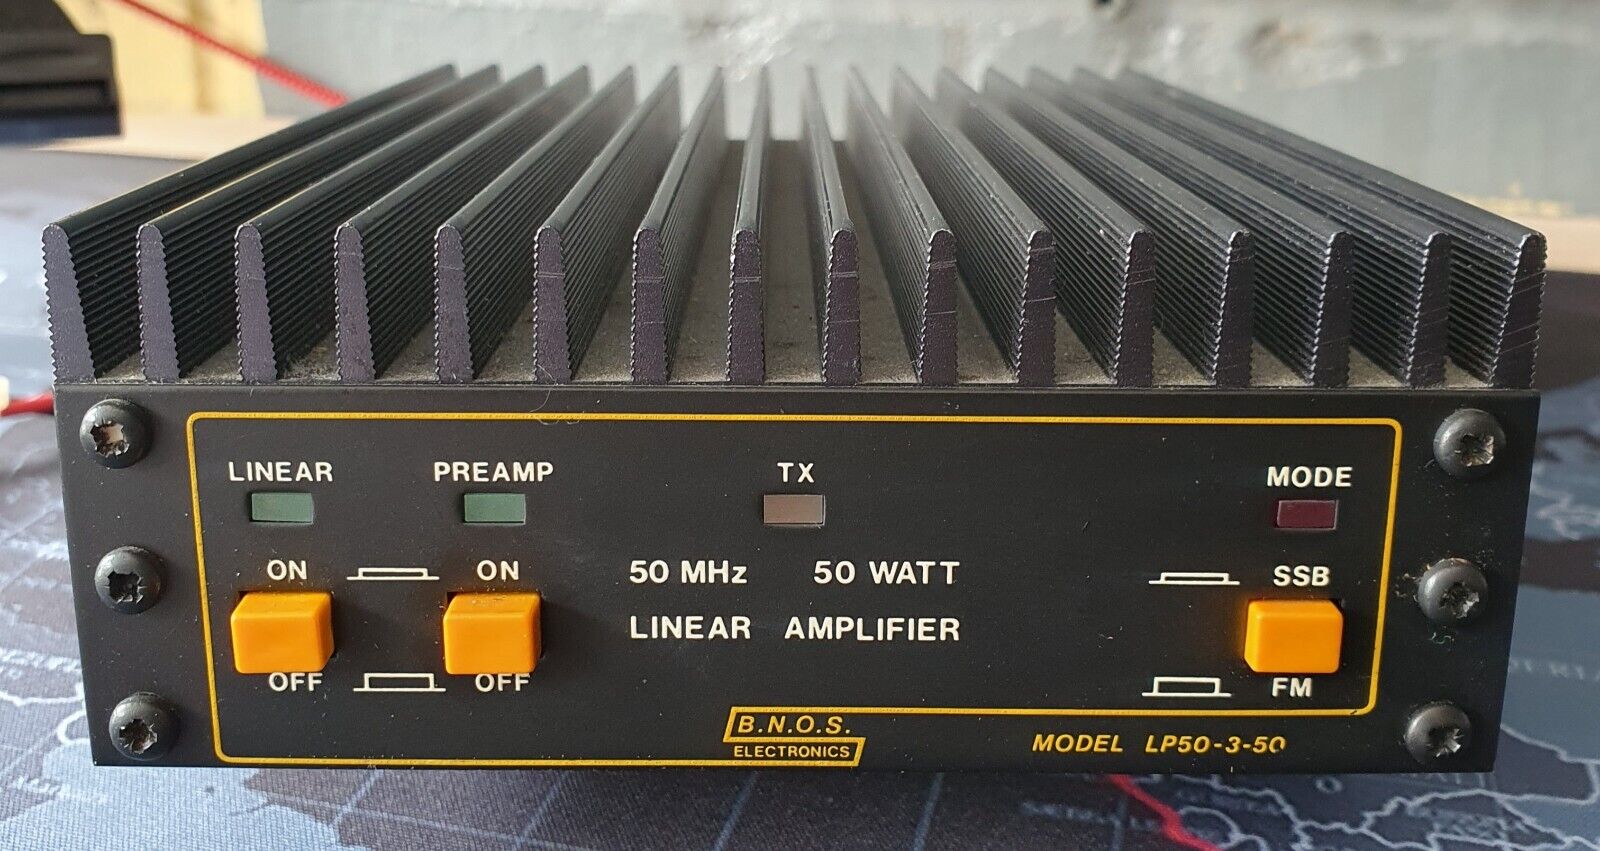 LINEAR PREAMP TX MODE
ON ON 50 MHz 50 WATT SSB
LINEAR AMPLIFIER
OFF OFF FM
B.N.O.S.
ELECTRONICS
MODEL LP50-3-50